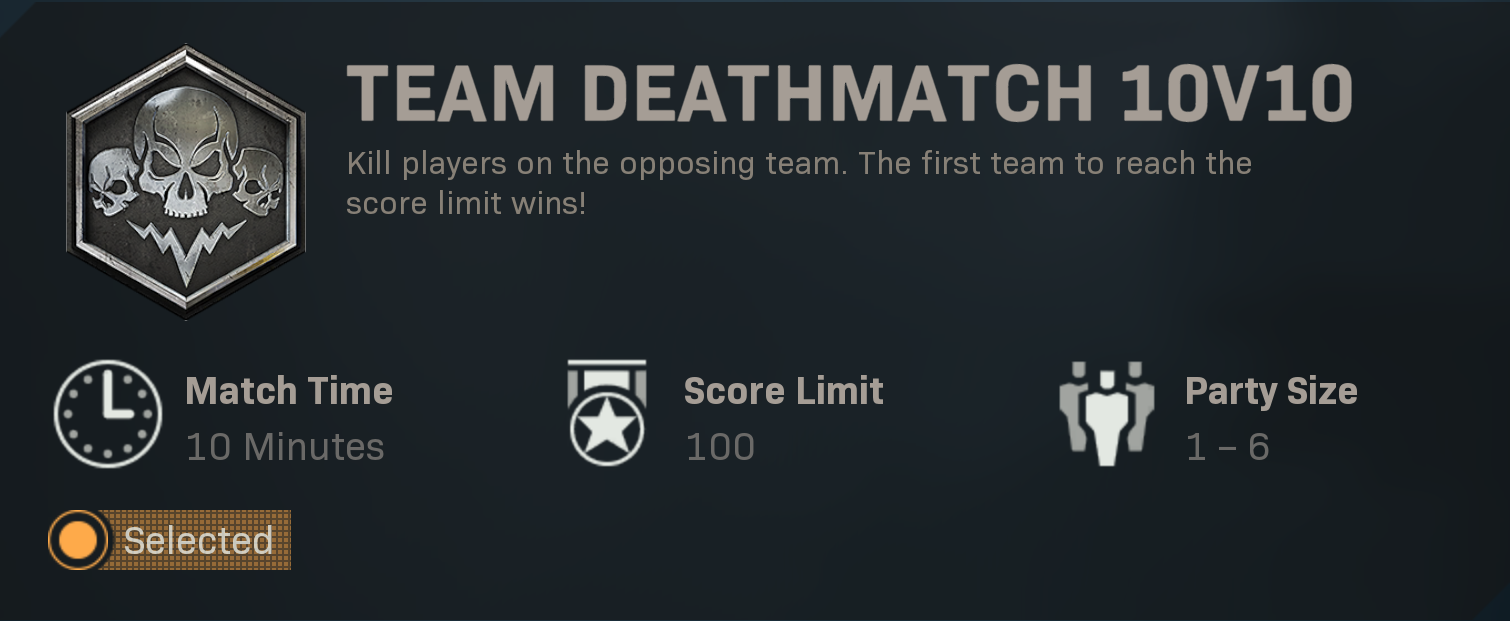 TEAM DEATHMATCH 10V10
Kill players on the opposing team. The first team to reach the
score limit wins!
Match Time
10 Minutes
Score Limit
100
Party Size
1 – 6
Selected